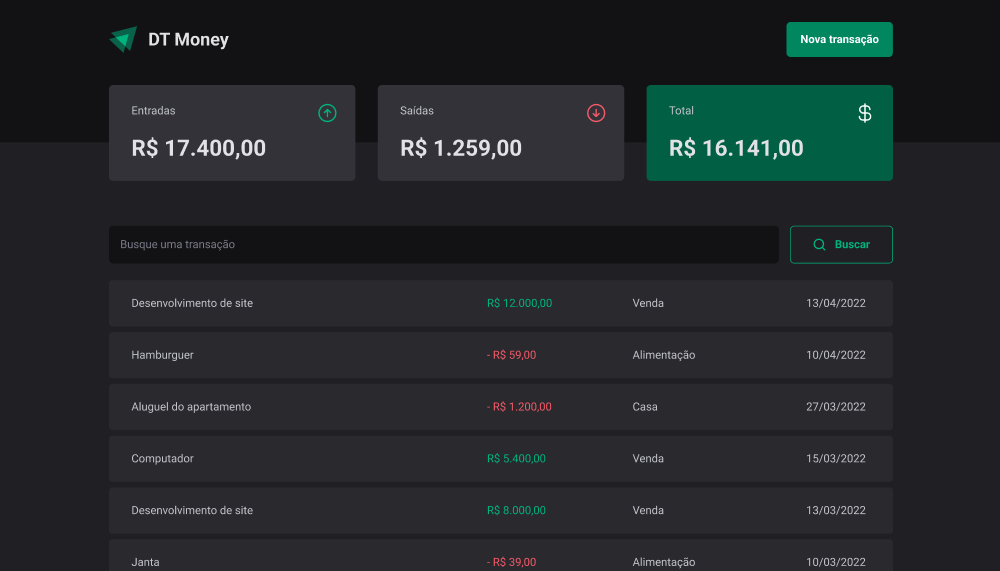 DT Money
Nova transação
Entradas
R$ 17.400,00
Saídas
R$ 1.259,00
Total
R$ 16.141,00
Busque uma transação
Buscar
Desenvolvimento de site R$ 12.000,00 Venda 13/04/2022
Hamburguer - R$ 59,00 Alimentação 10/04/2022
Aluguel do apartamento - R$ 1.200,00 Casa 27/03/2022
Computador R$ 5.400,00 Venda 15/03/2022
Desenvolvimento de site R$ 8.000,00 Venda 13/03/2022
Janta - R$ 39,00 Alimentação 10/03/2022